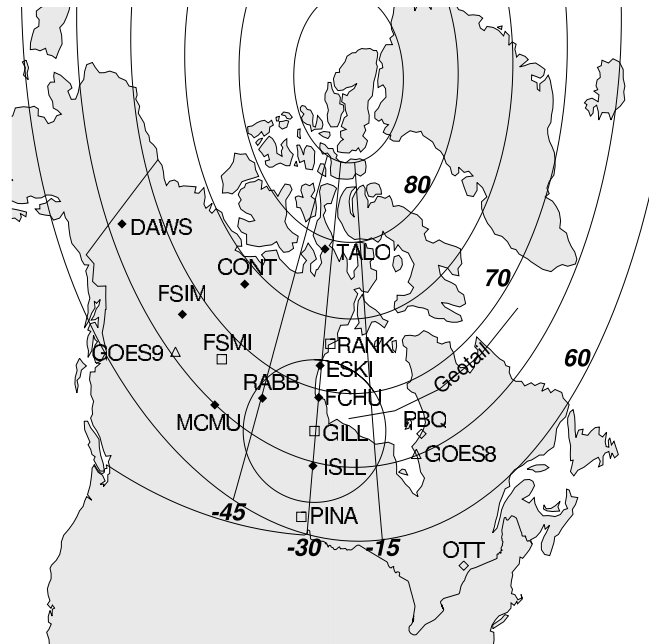 80
DAWS
TALO
CONT
70
FSIM
FSMI
RANK
GOES9
60
ESKI
Geotail
RABB
FCHU
MCMU
PBQ
GILL
GOES8
ISLL
-45
PINA
-30
-15
OTT